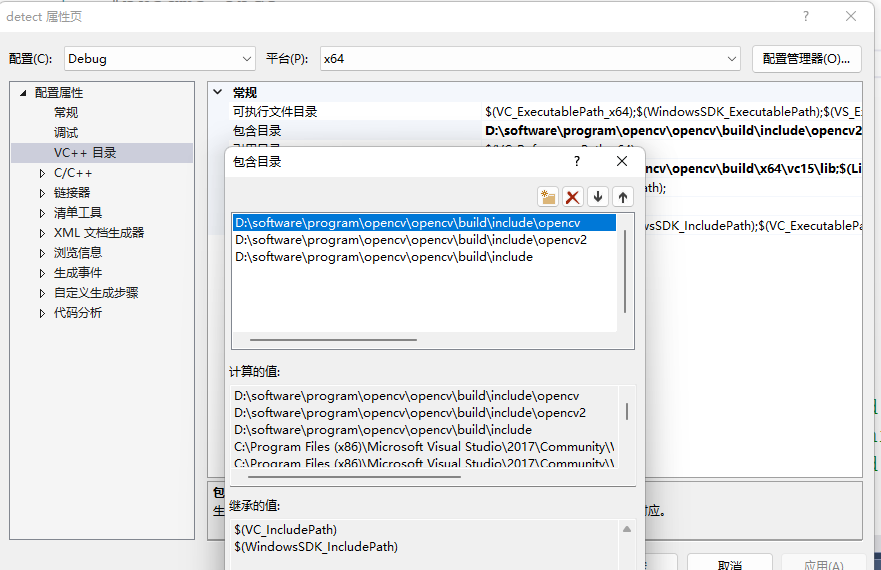 detect 属性页
配置(C): Debug 平台(P): x64 配置管理器(O)...
配置属性
常规
调试
VC++ 目录
C/C++
链接器
清单工具
XML 文档生成器
浏览信息
生成事件
自定义生成步骤
代码分析
常规
可执行文件目录 $(VC_ExecutablePath_x64);$(WindowsSDK_ExecutablePath);$(VS_E
包含目录 D:\software\program\opencv\opencv\build\include\opencv2
opencv\opencv\build\x64\vc15\lib;$(Li
th);
wsSDK_IncludePath);$(VC_ExecutablePa
包含目录
D:\software\program\opencv\opencv\build\include\opencv
D:\software\program\opencv\opencv\build\include\opencv2
D:\software\program\opencv\opencv\build\include
计算的值:
D:\software\program\opencv\opencv\build\include\opencv
D:\software\program\opencv\opencv\build\include\opencv2
D:\software\program\opencv\opencv\build\include
C:\Program Files (x86)\Microsoft Visual Studio\2017\Community\\
C:\Program Files (x86)\Microsoft Visual Studio\2017\Community\\
继承的值:
$(VC_IncludePath)
$(WindowsSDK_IncludePath)
包
生
对应。
取消 应用(A)